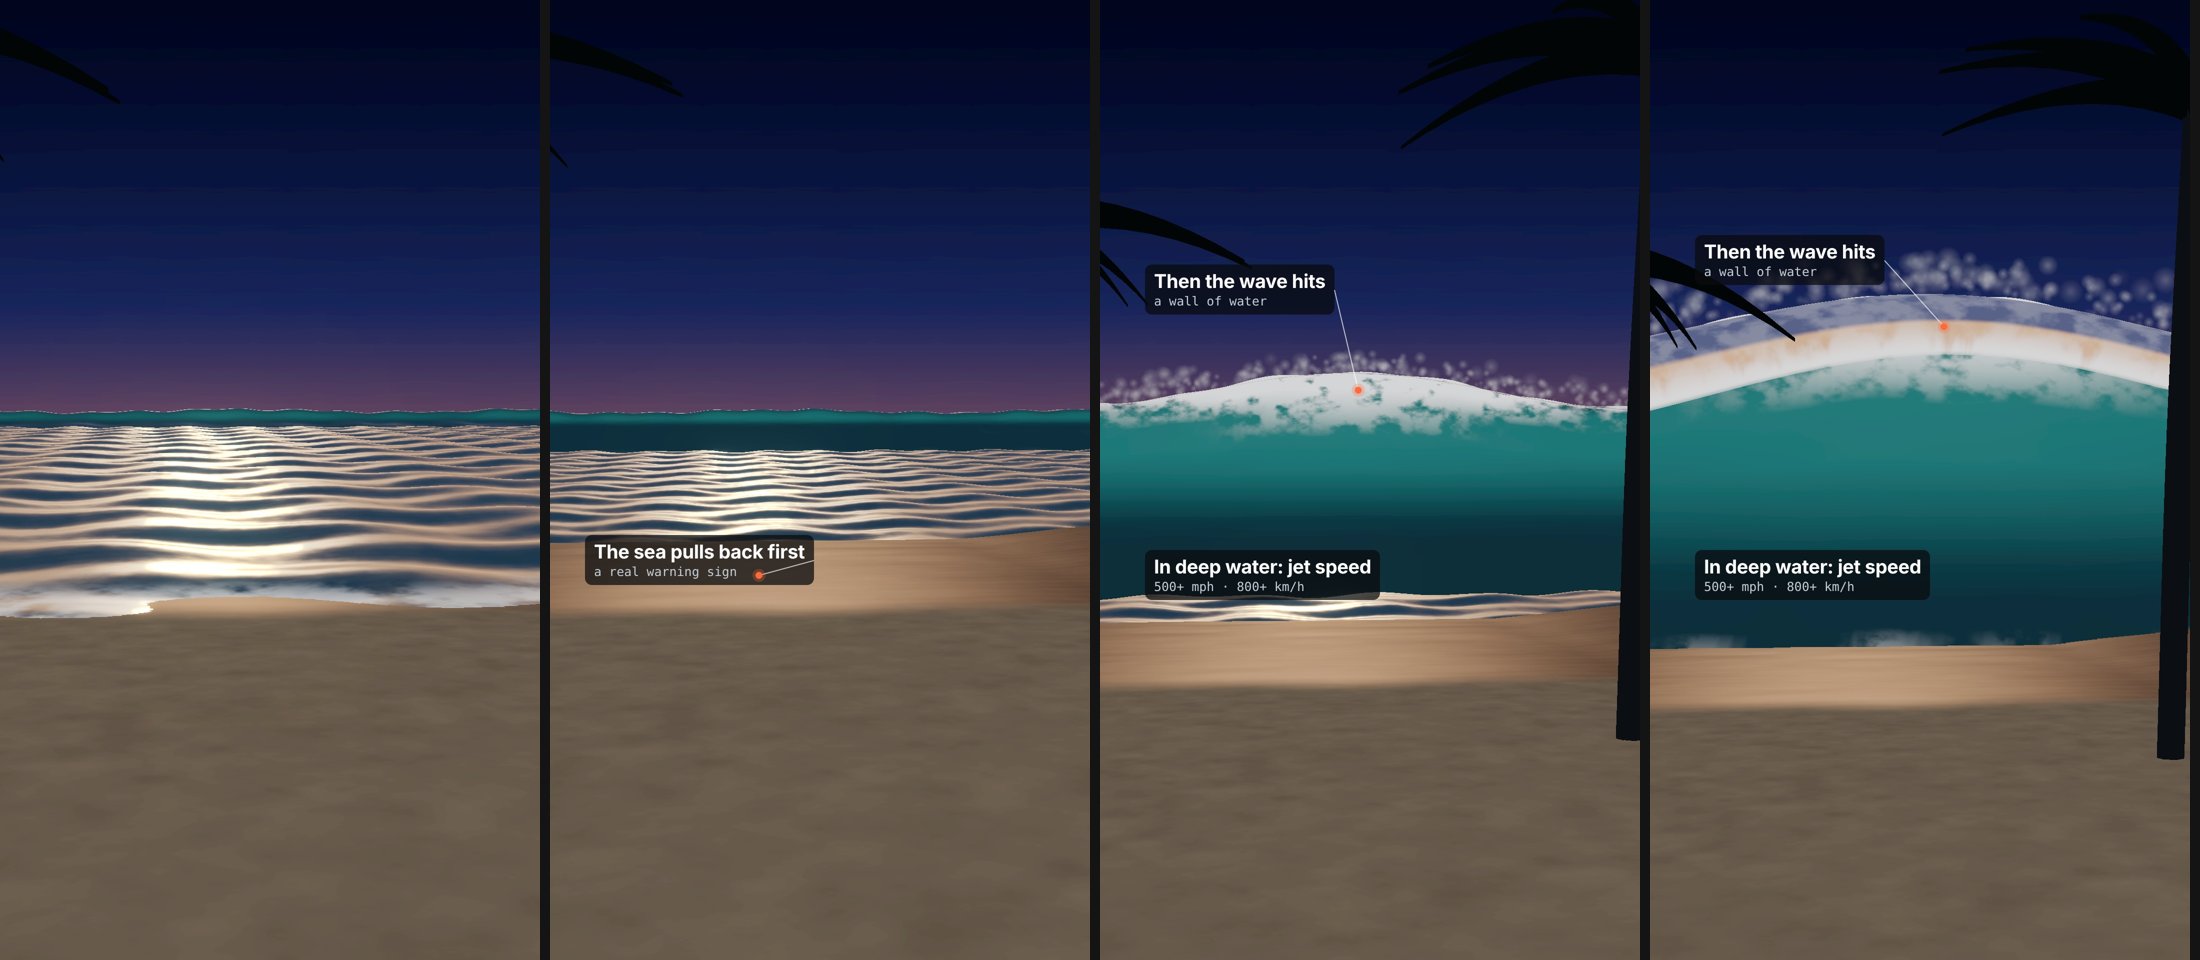 The sea pulls back first
a real warning sign
Then the wave hits
a wall of water
In deep water: jet speed
500+ mph · 800+ km/h
Then the wave hits
a wall of water
In deep water: jet speed
500+ mph · 800+ km/h